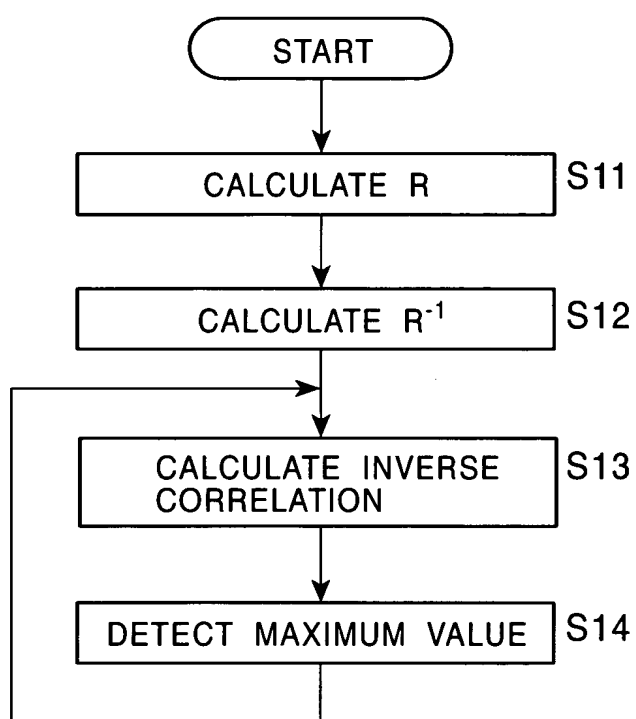 START
CALCULATE R
S11
CALCULATE R⁻¹
S12
CALCULATE INVERSE
CORRELATION
S13
DETECT MAXIMUM VALUE
S14